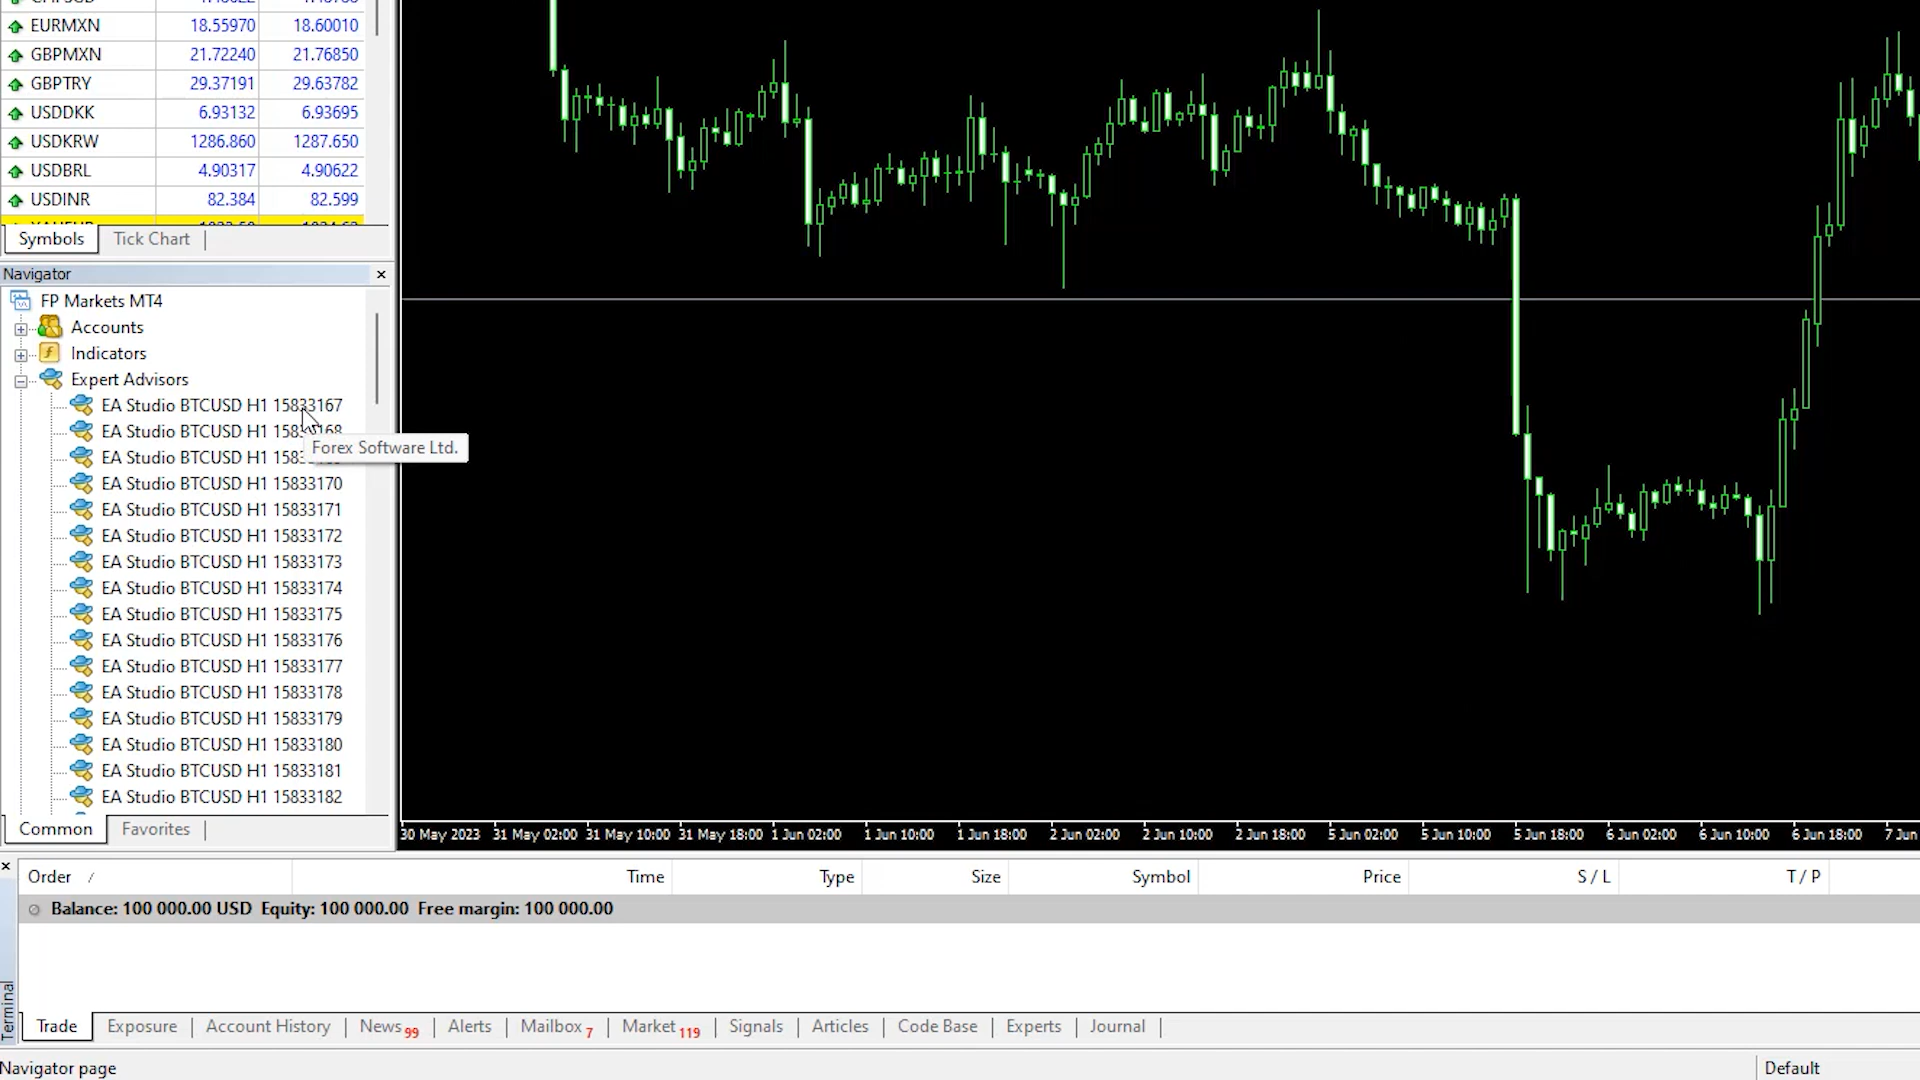 EURMXN 18.55970 18.60010
GBPMXN 21.72240 21.76850
GBPTRY 29.37191 29.63782
USDDKK 6.93132 6.93695
USDKRW 1286.860 1287.650
USDBRL 4.90317 4.90622
USDINR 82.384 82.599
Symbols Tick Chart
Navigator
FP Markets MT4
Accounts
Indicators
Expert Advisors
EA Studio BTCUSD H1 15833167
EA Studio BTCUSD H1 15833168
Forex Software Ltd.
EA Studio BTCUSD H1
EA Studio BTCUSD H1 15833170
EA Studio BTCUSD H1 15833171
EA Studio BTCUSD H1 15833172
EA Studio BTCUSD H1 15833173
EA Studio BTCUSD H1 15833174
EA Studio BTCUSD H1 15833175
EA Studio BTCUSD H1 15833176
EA Studio BTCUSD H1 15833177
EA Studio BTCUSD H1 15833178
EA Studio BTCUSD H1 15833179
EA Studio BTCUSD H1 15833180
EA Studio BTCUSD H1 15833181
EA Studio BTCUSD H1 15833182
Common Favorites
30 May 2023 31 May 02:00 31 May 10:00 31 May 18:00 1 Jun 02:00 1 Jun 10:00 1 Jun 18:00 2 Jun 02:00 2 Jun 10:00 2 Jun 18:00 5 Jun 02:00 5 Jun 10:00 5 Jun 18:00 6 Jun 02:00 6 Jun 10:00 6 Jun 18:00 7 Jun
Order / Time Type Size Symbol Price S / L T / P
Balance: 100 000.00 USD Equity: 100 000.00 Free margin: 100 000.00
Terminal
Trade Exposure Account History News 99 Alerts Mailbox 7 Market 119 Signals Articles Code Base Experts Journal
Navigator page Default